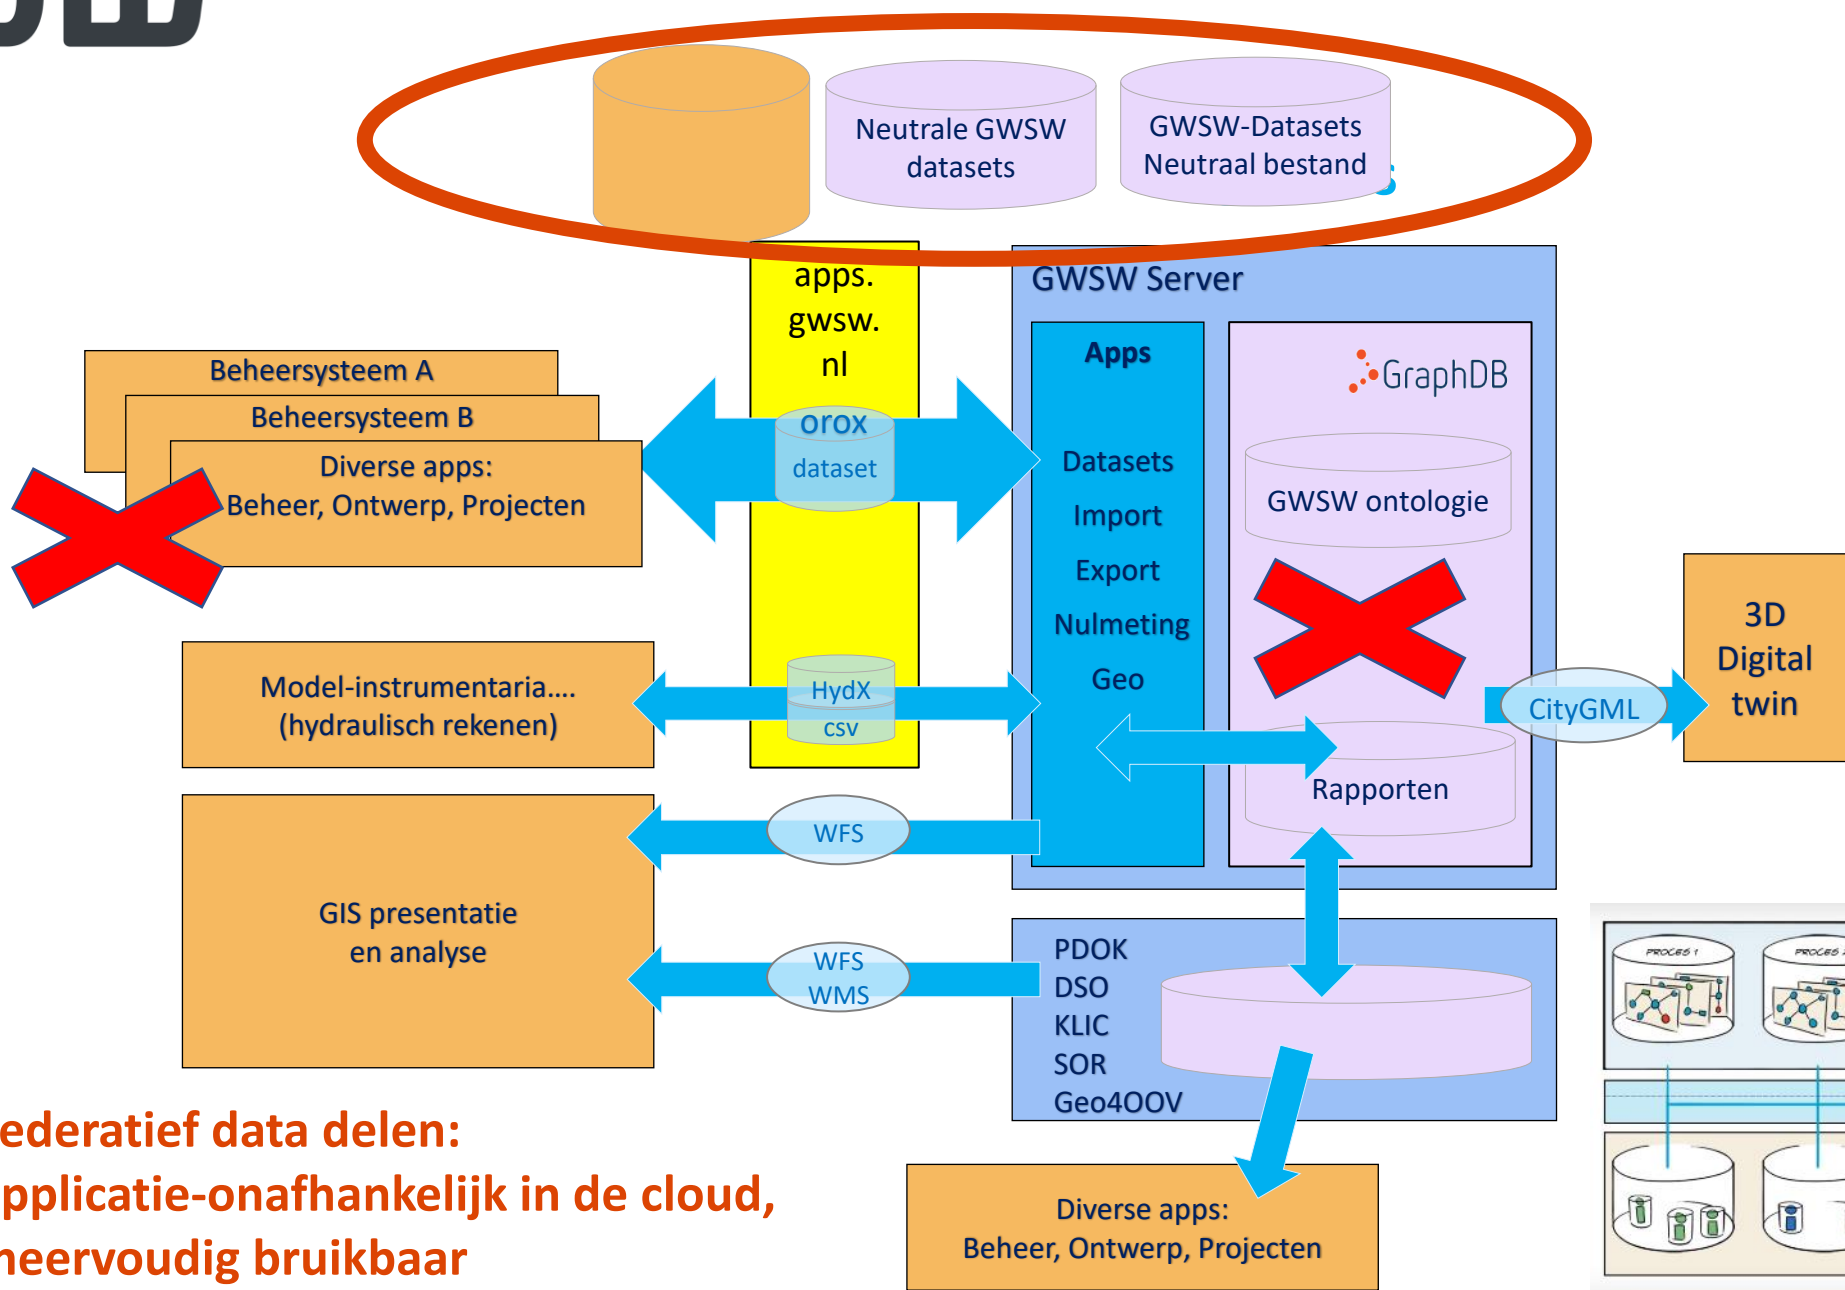 Neutrale GWSW
datasets
GWSW-Datasets
Neutraal bestand
s
apps.
gwsw.
nl
GWSW Server
Apps
Datasets
Import
Export
Nulmeting
Geo
GraphDB
GWSW ontologie
Rapporten
Beheersysteem A
Beheersysteem B
Diverse apps:
Beheer, Ontwerp, Projecten
orox
dataset
Model-instrumentaria....
(hydraulisch rekenen)
HydX
csv
CityGML
3D
Digital
twin
GIS presentatie
en analyse
WFS
WFS
WMS
PDOK
DSO
KLIC
SOR
Geo4OOV
PROCES 1
PROCES
ederatief data delen:
pplicatie-onafhankelijk in de cloud,
neervoudig bruikbaar
Diverse apps:
Beheer, Ontwerp, Projecten